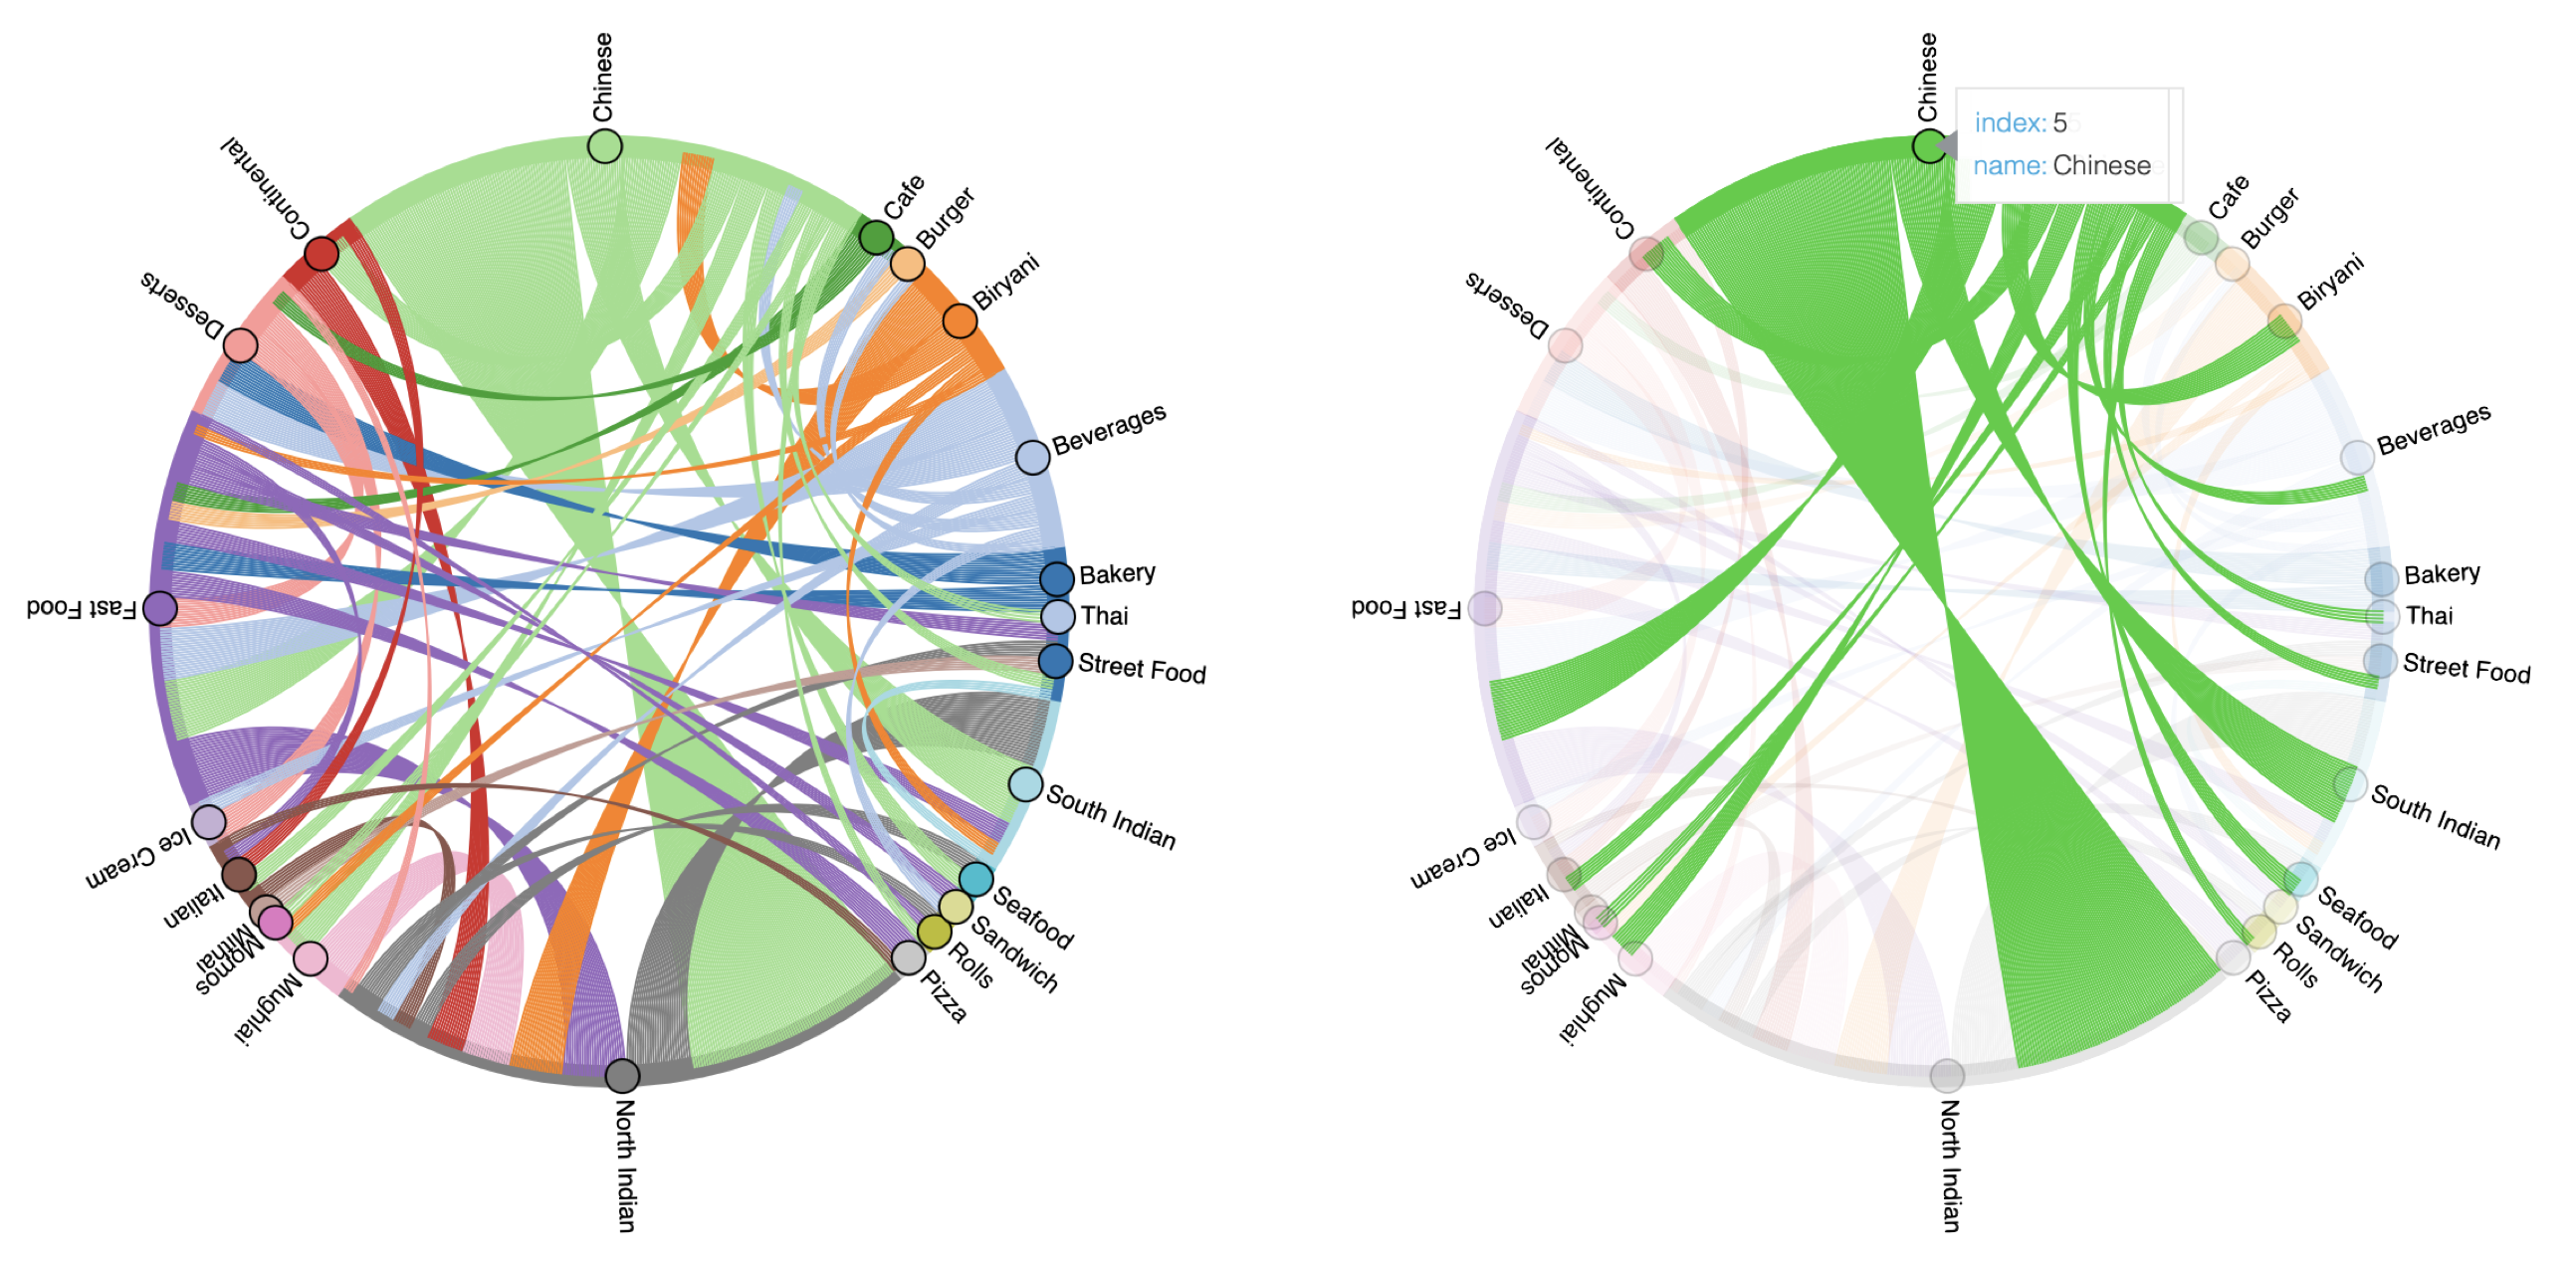 Chinese
Cafe
Burger
Biryani
Beverages
Bakery
Thai
Street Food
South Indian
Seafood
Sandwich
Rolls
Pizza
North Indian
Mughlai
Momos
Mithai
Italian
Ice Cream
Fast Food
Desserts
Continental
Chinese
index: 5
name: Chinese
Cafe
Burger
Biryani
Beverages
Bakery
Thai
Street Food
South Indian
Seafood
Sandwich
Rolls
Pizza
North Indian
Mughlai
Momos
Mithai
Italian
Ice Cream
Fast Food
Desserts
Continental